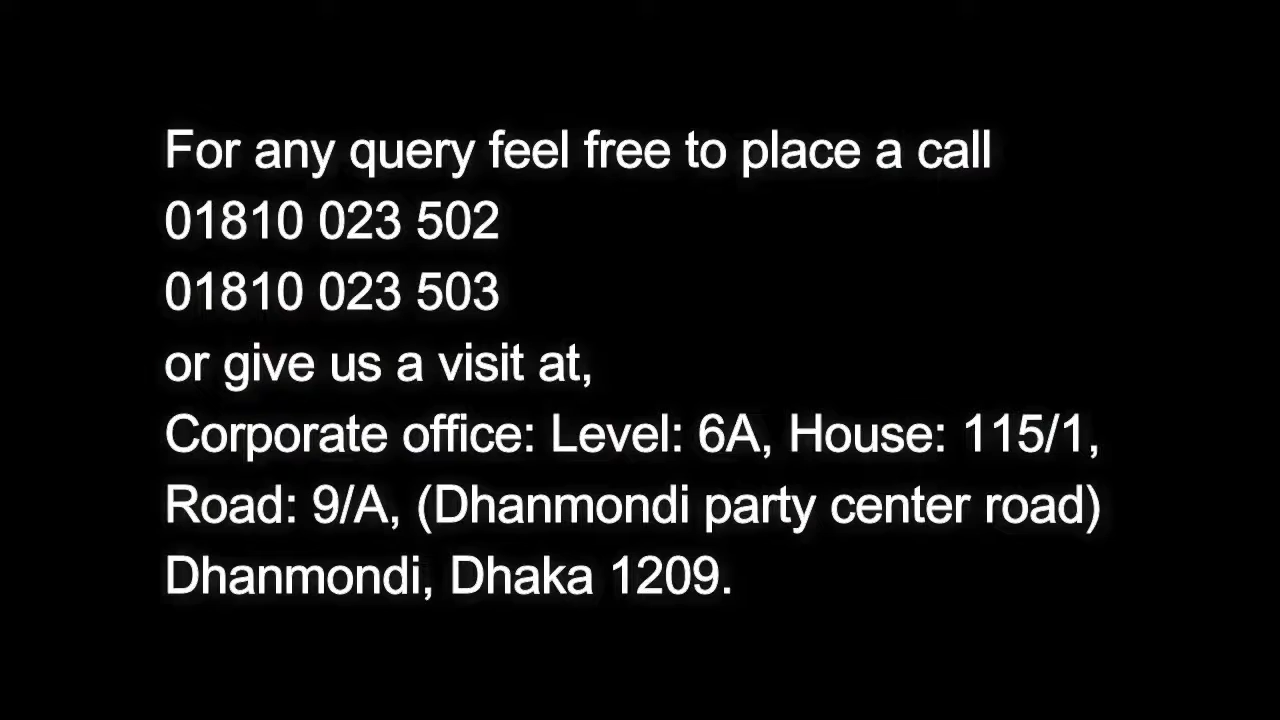 For any query feel free to place a call
01810 023 502
01810 023 503
or give us a visit at,
Corporate office: Level: 6A, House: 115/1,
Road: 9/A, (Dhanmondi party center road)
Dhanmondi, Dhaka 1209.